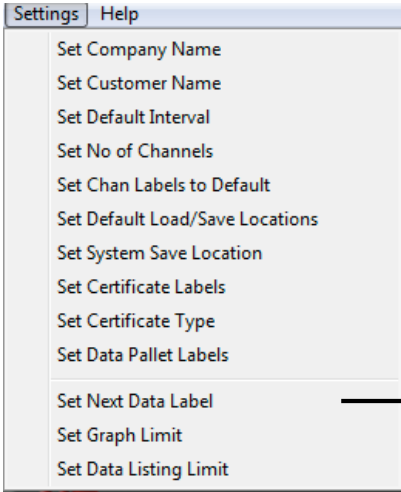 Settings Help
Set Company Name
Set Customer Name
Set Default Interval
Set No of Channels
Set Chan Labels to Default
Set Default Load/Save Locations
Set System Save Location
Set Certificate Labels
Set Certificate Type
Set Data Pallet Labels
Set Next Data Label
Set Graph Limit
Set Data Listing Limit